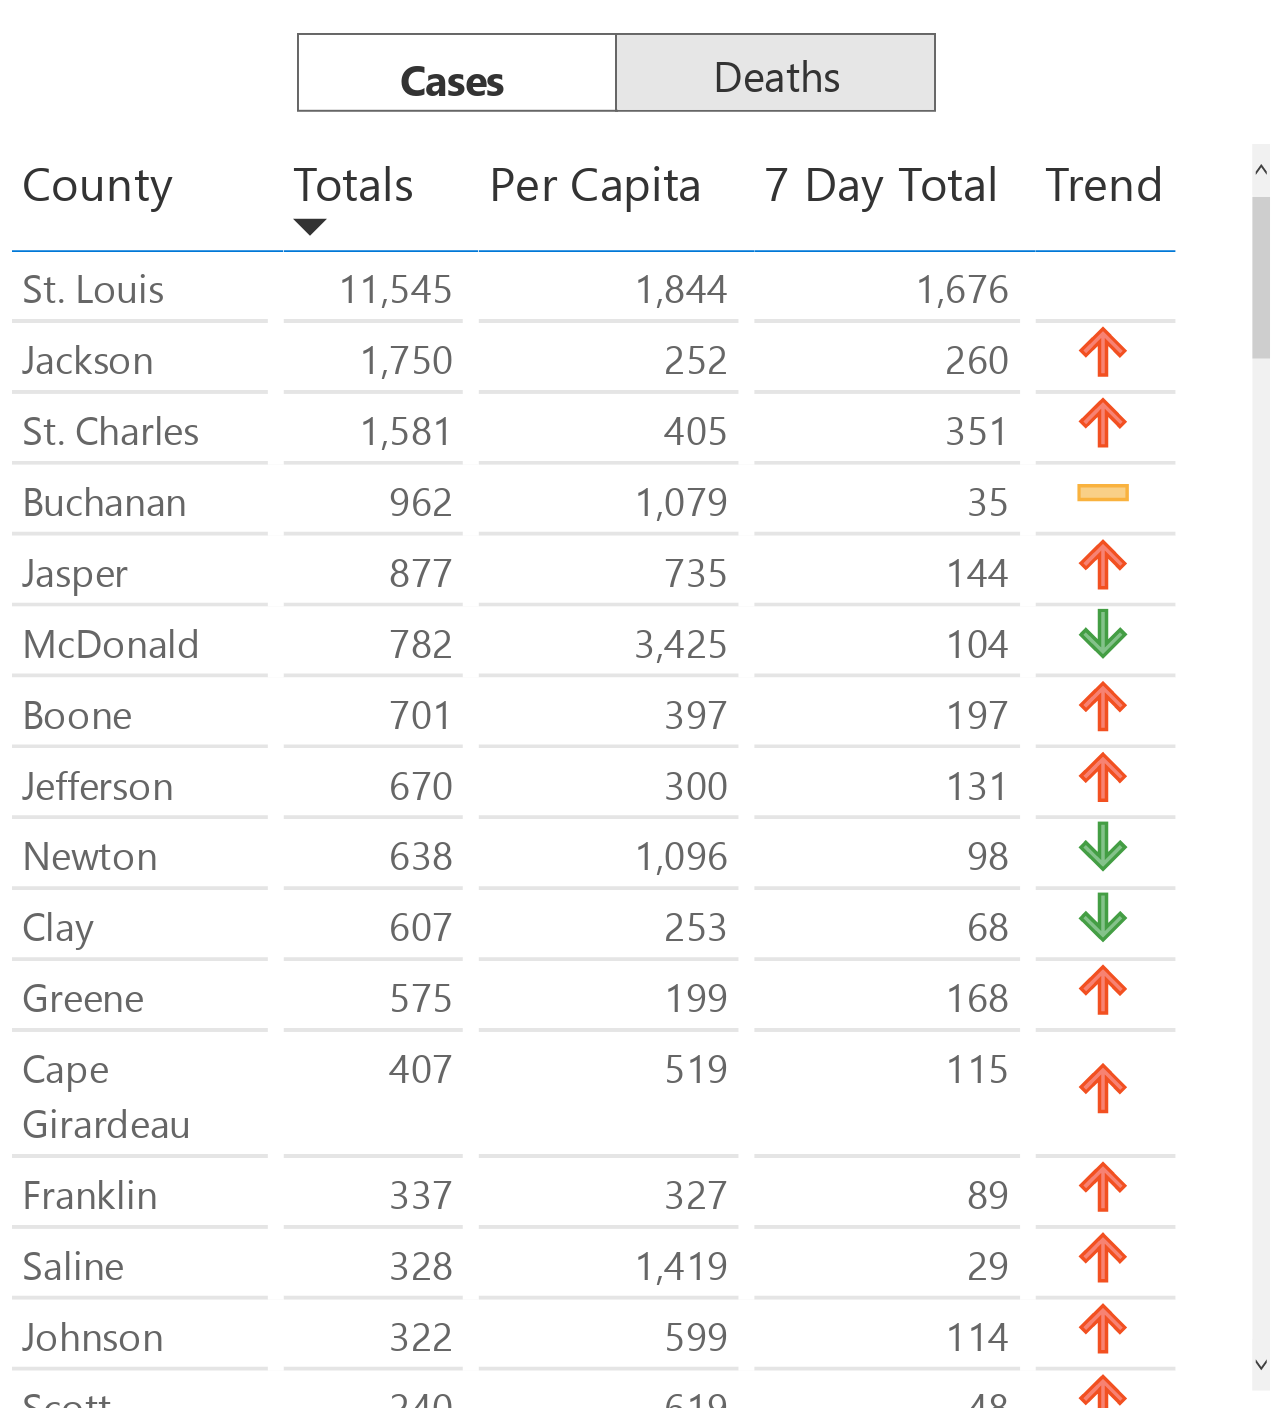 Cases Deaths
County Totals Per Capita 7 Day Total Trend
St. Louis 11,545 1,844 1,676
Jackson 1,750 252 260
St. Charles 1,581 405 351
Buchanan 962 1,079 35
Jasper 877 735 144
McDonald 782 3,425 104
Boone 701 397 197
Jefferson 670 300 131
Newton 638 1,096 98
Clay 607 253 68
Greene 575 199 168
Cape 407 519 115
Girardeau
Franklin 337 327 89
Saline 328 1,419 29
Johnson 322 599 114
Scott 240 619 48